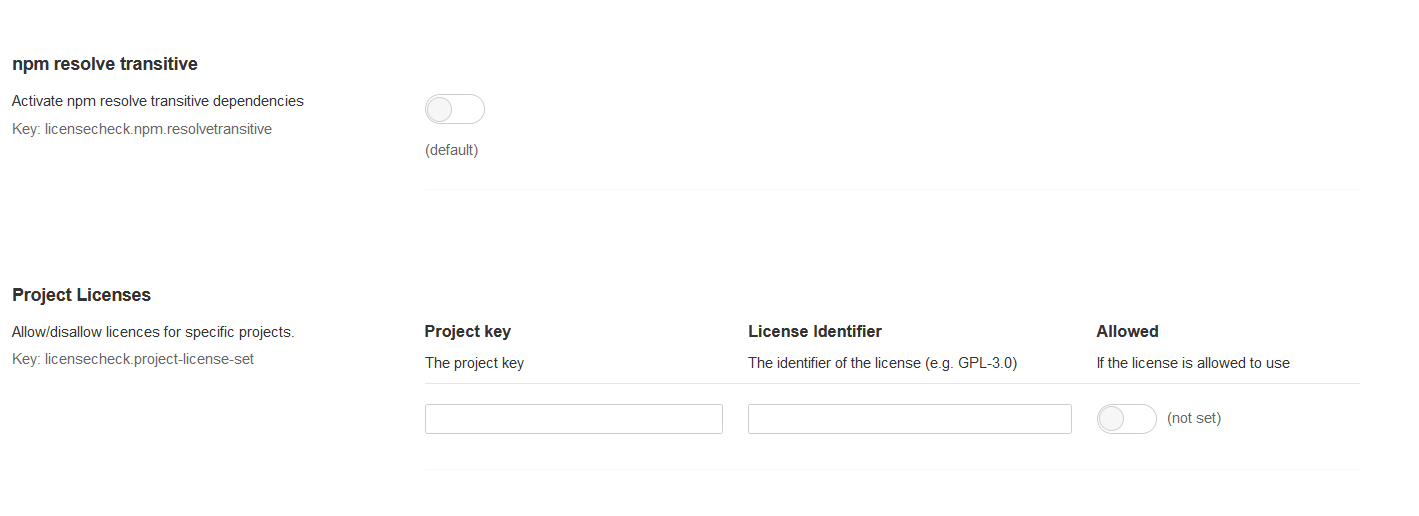 npm resolve transitive
Activate npm resolve transitive dependencies
Key: licensecheck.npm.resolvetransitive
(default)
Project Licenses
Allow/disallow licences for specific projects.
Key: licensecheck.project-license-set
Project key License Identifier Allowed
The project key The identifier of the license (e.g. GPL-3.0) If the license is allowed to use
(not set)